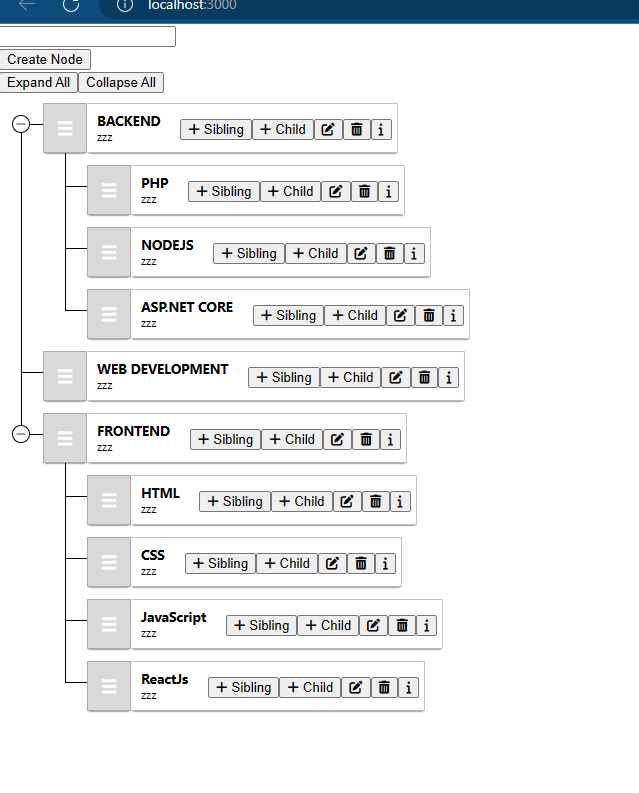 localhost:3000
Create Node
Expand All Collapse All
BACKEND
zzz
+ Sibling + Child i
PHP
zzz
+ Sibling + Child i
NODEJS
zzz
+ Sibling + Child i
ASP.NET CORE
zzz
+ Sibling + Child i
WEB DEVELOPMENT
zzz
+ Sibling + Child i
FRONTEND
zzz
+ Sibling + Child i
HTML
zzz
+ Sibling + Child i
CSS
zzz
+ Sibling + Child i
JavaScript
zzz
+ Sibling + Child i
ReactJs
zzz
+ Sibling + Child i